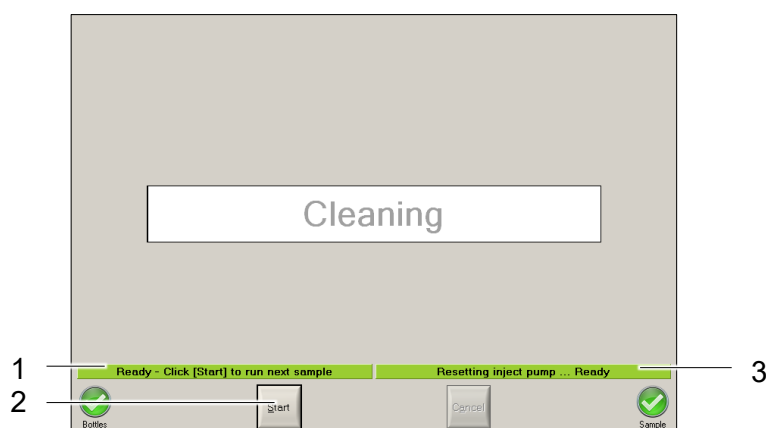 Cleaning
1 Ready - Click [Start] to run next sample Resetting inject pump ... Ready 3
2 Start Cancel
Bottles Sample